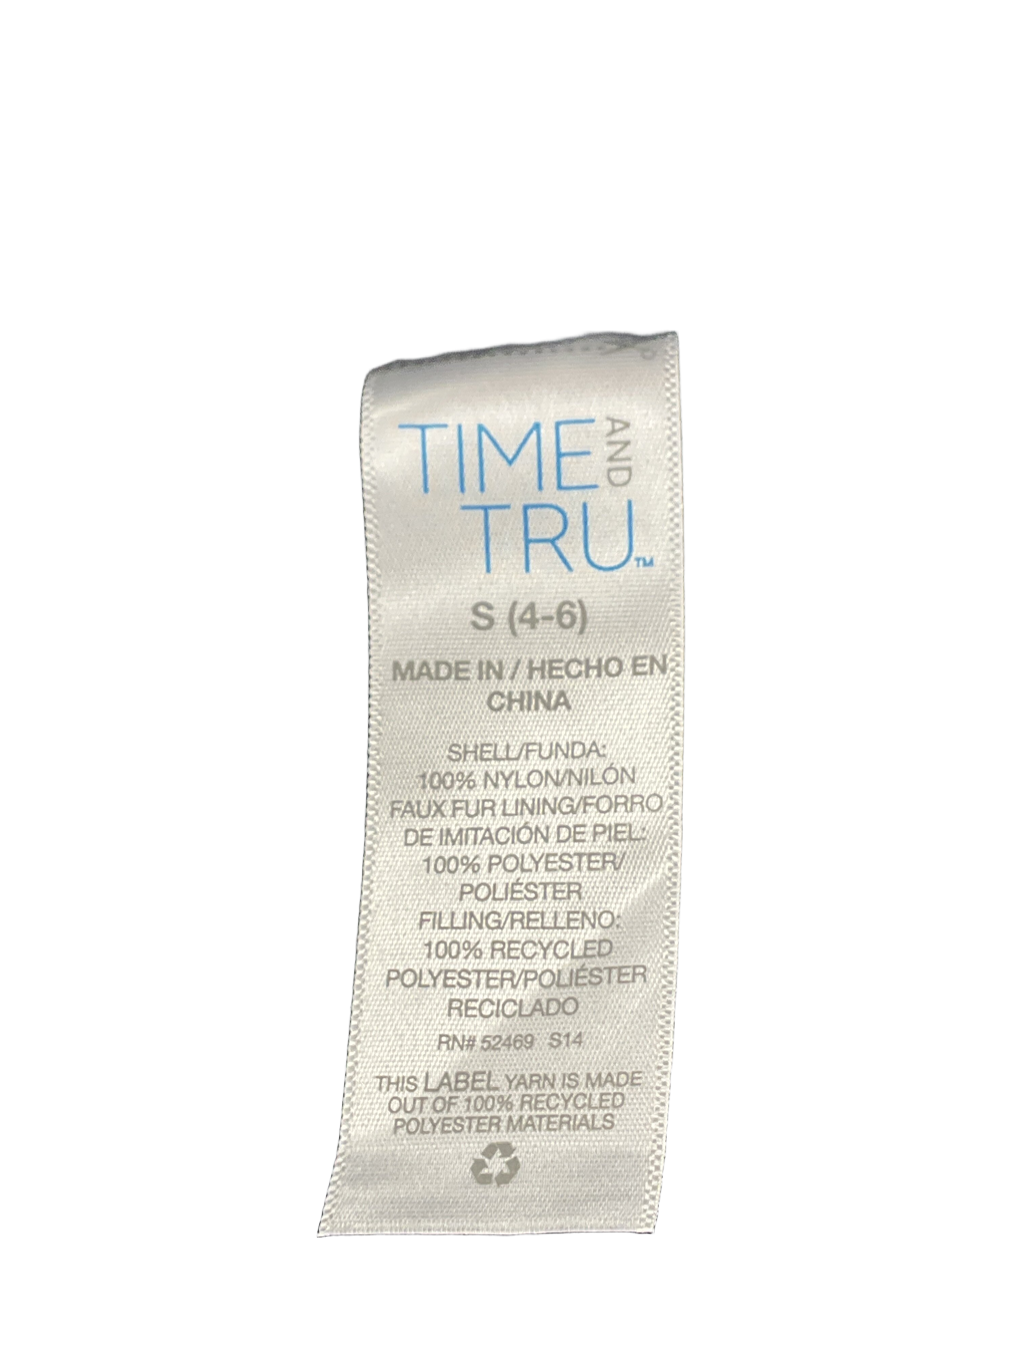 TIME AND
TRU™
S (4-6)
MADE IN / HECHO EN
CHINA
SHELL/FUNDA:
100% NYLON/NILÓN
FAUX FUR LINING/FORRO
DE IMITACIÓN DE PIEL:
100% POLYESTER/
POLIÉSTER
FILLING/RELLENO:
100% RECYCLED
POLYESTER/POLIÉSTER
RECICLADO
RN# 52469 S14
THIS LABEL YARN IS MADE
OUT OF 100% RECYCLED
POLYESTER MATERIALS